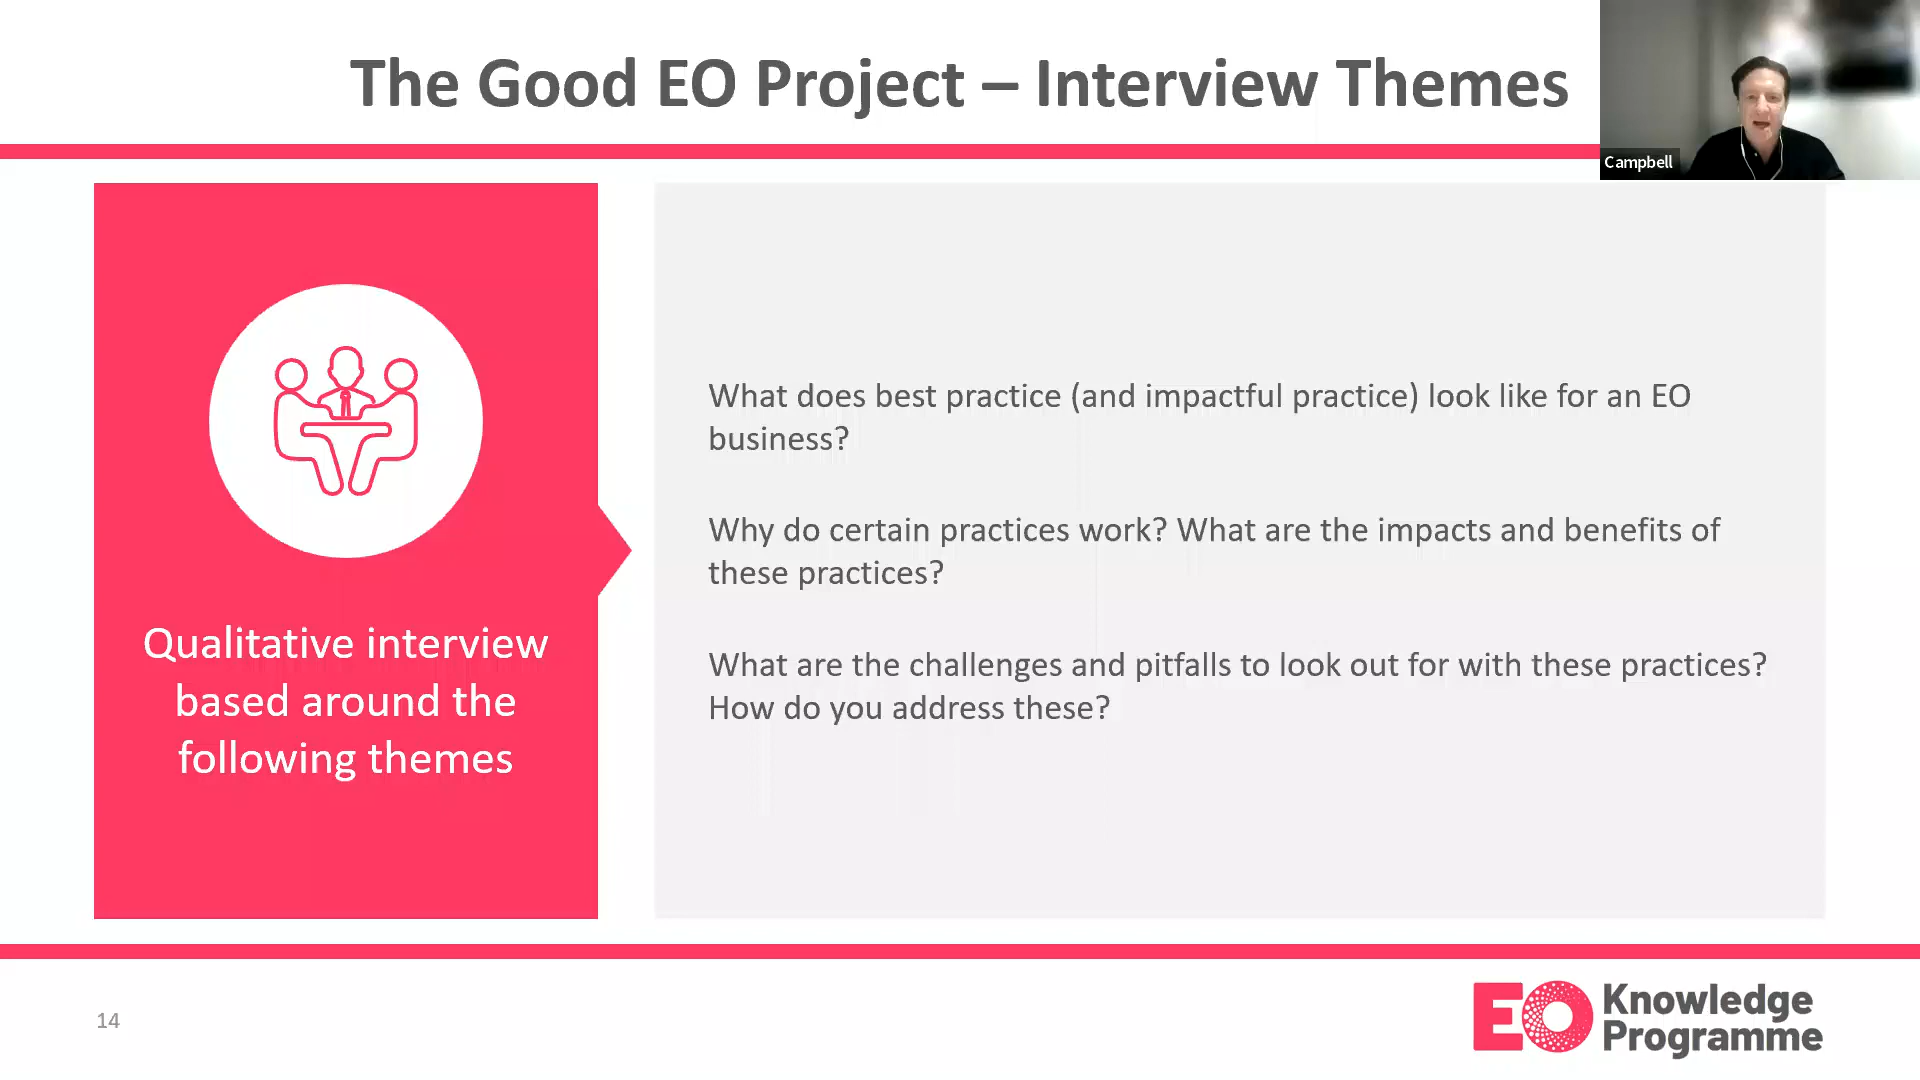 The Good EO Project – Interview Themes
Campbell
Qualitative interview
based around the
following themes
What does best practice (and impactful practice) look like for an EO
business?
Why do certain practices work? What are the impacts and benefits of
these practices?
What are the challenges and pitfalls to look out for with these practices?
How do you address these?
14
EO Knowledge
Programme